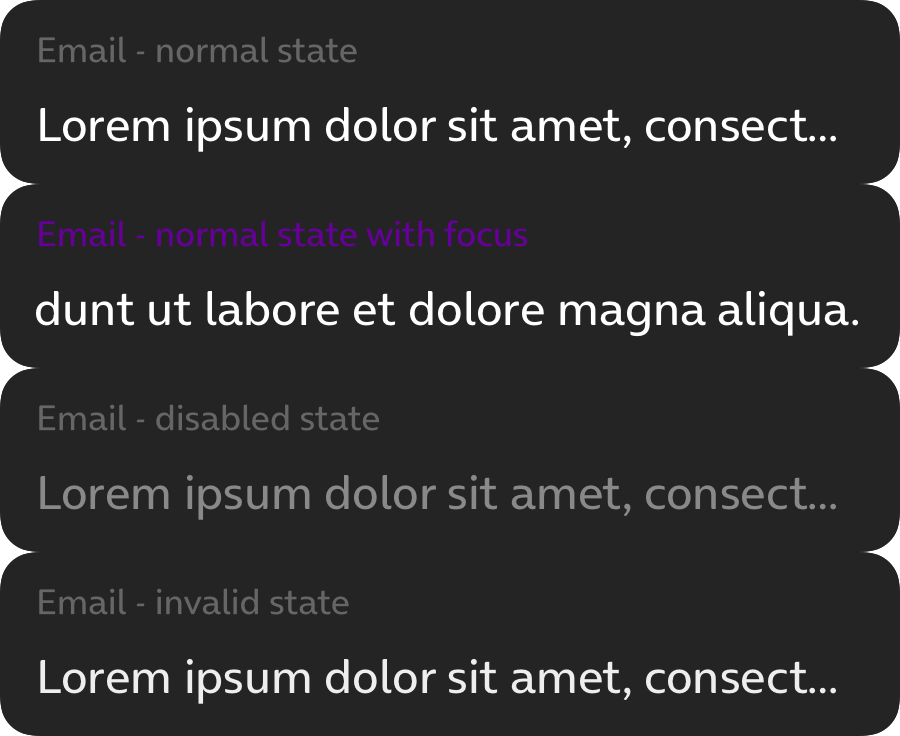 Email - normal state
Lorem ipsum dolor sit amet, consect...
Email - normal state with focus
dunt ut labore et dolore magna aliqua.
Email - disabled state
Lorem ipsum dolor sit amet, consect...
Email - invalid state
Lorem ipsum dolor sit amet, consect...